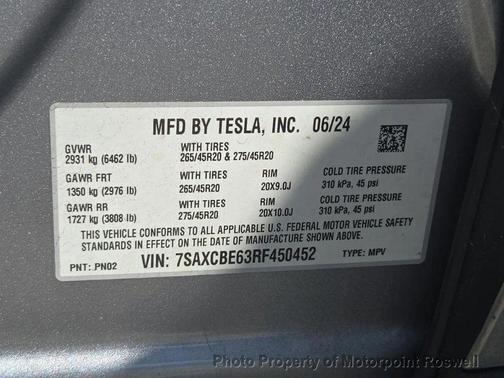 MFD BY TESLA, INC. 06/24
GVWR WITH TIRES
2931 kg (6462 lb) 265/45R20 & 275/45R20
GAWR FRT WITH TIRES RIM COLD TIRE PRESSURE
1350 kg (2976 lb) 265/45R20 20X9.0J 310 kPa, 45 psi
GAWR RR WITH TIRES RIM COLD TIRE PRESSURE
1727 kg (3808 lb) 275/45R20 20X10.0J 310 kPa, 45 psi
THIS VEHICLE CONFORMS TO ALL APPLICABLE U.S. FEDERAL MOTOR VEHICLE SAFETY
STANDARDS IN EFFECT ON THE DATE OF MANUFACTURE SHOWN ABOVE.
PNT: PN02 VIN: 7SAXCBE63RF450452 TYPE: MPV
Photo Property of Motorpoint Roswell